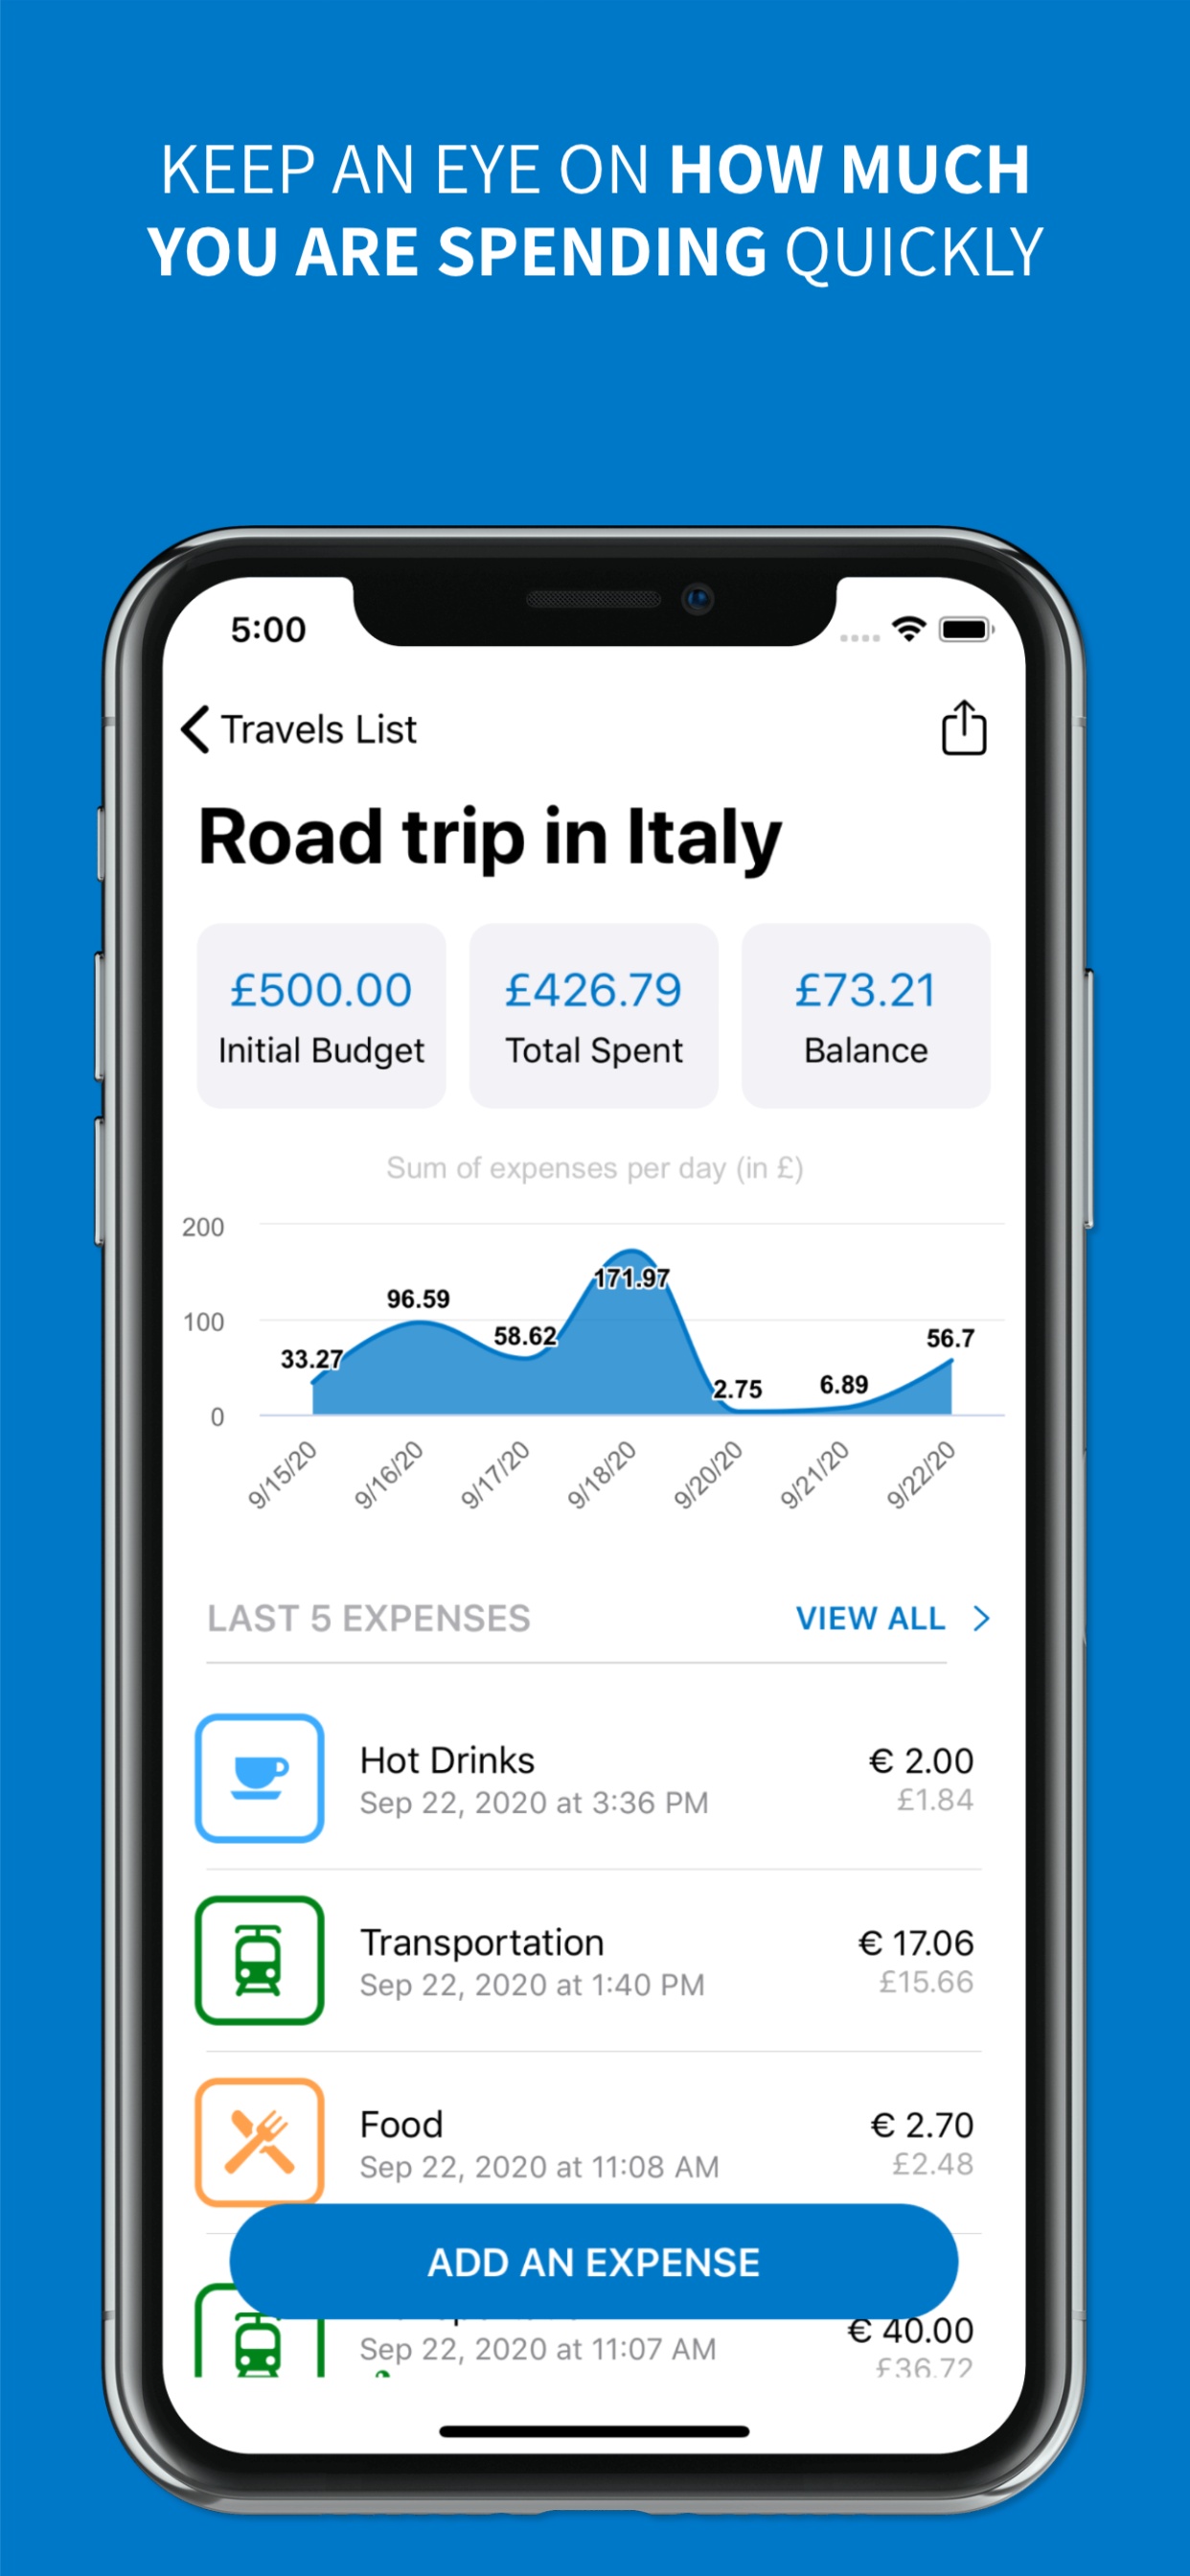 KEEP AN EYE ON HOW MUCH
YOU ARE SPENDING QUICKLY
5:00
Travels List
Road trip in Italy
£500.00 £426.79 £73.21
Initial Budget Total Spent Balance
Sum of expenses per day (in £)
200
100
0
33.27 96.59 58.62 171.97 2.75 6.89 56.7
9/15/20 9/16/20 9/17/20 9/18/20 9/20/20 9/21/20 9/22/20
LAST 5 EXPENSES VIEW ALL
Hot Drinks € 2.00
Sep 22, 2020 at 3:36 PM £1.84
Transportation € 17.06
Sep 22, 2020 at 1:40 PM £15.66
Food € 2.70
Sep 22, 2020 at 11:08 AM £2.48
ADD AN EXPENSE
€ 40.00
Sep 22, 2020 at 11:07 AM £36.72